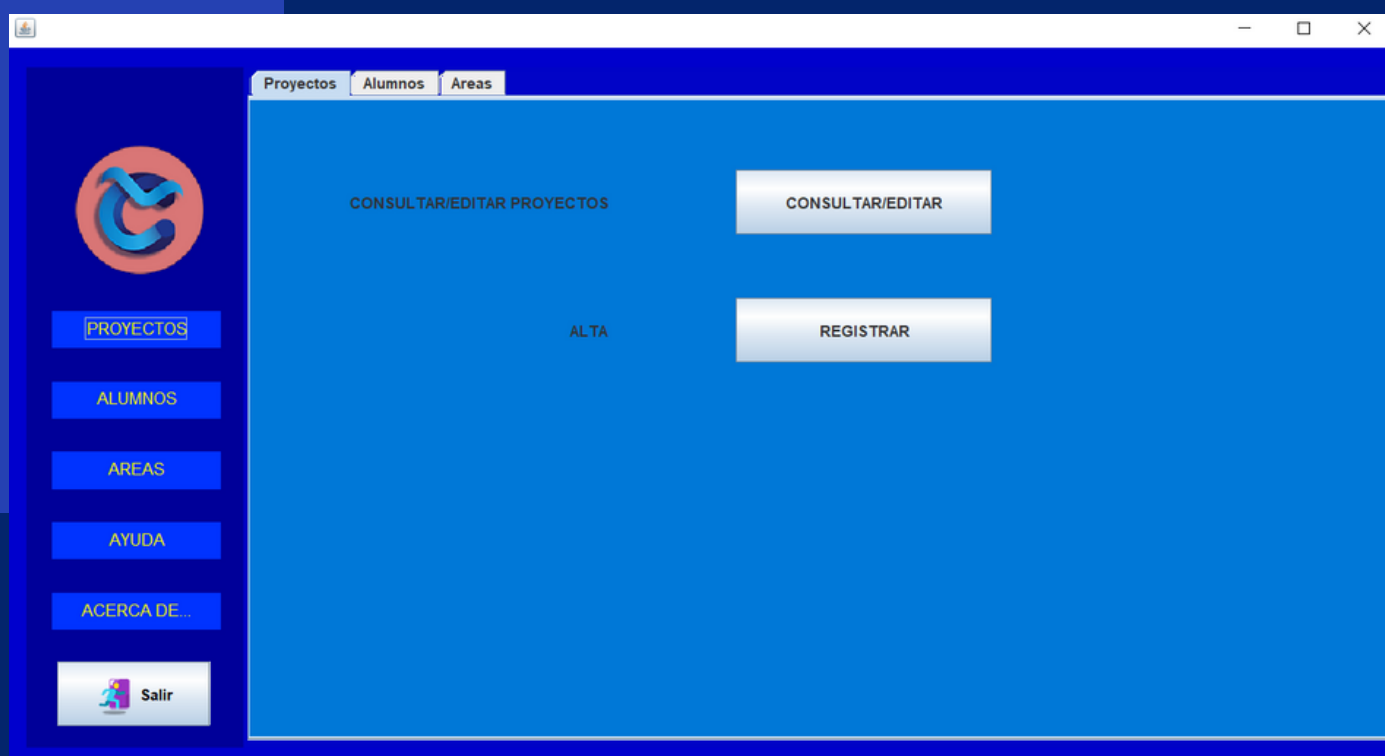 Proyectos Alumnos Areas
CONSULTAR/EDITAR PROYECTOS CONSULTAR/EDITAR
ALTA REGISTRAR
PROYECTOS
ALUMNOS
AREAS
AYUDA
ACERCA DE...
Salir